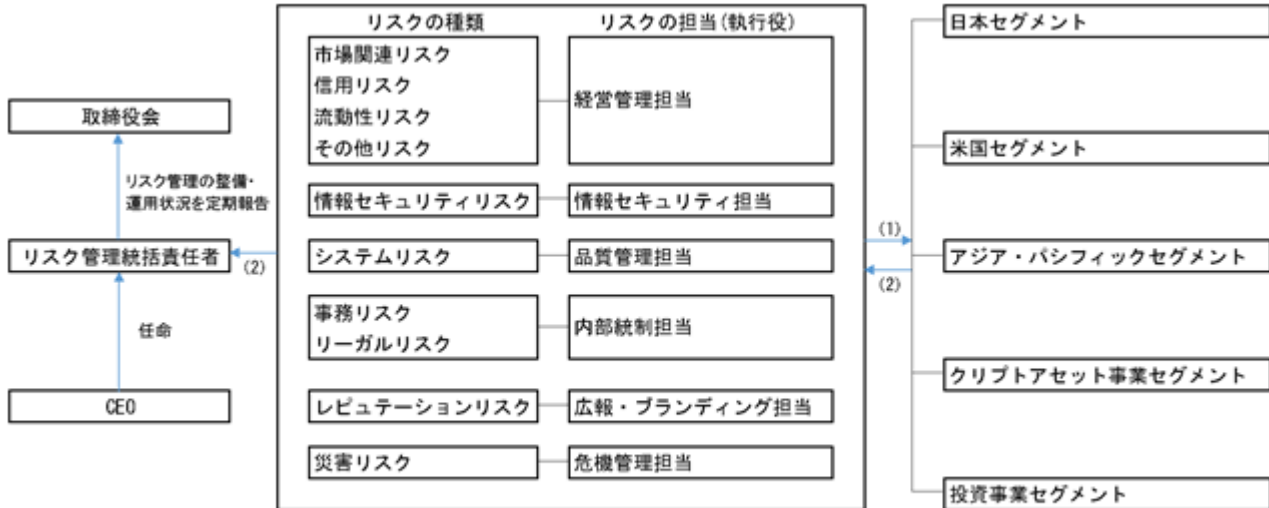 取締役会
リスク管理の整備・
運用状況を定期報告
リスク管理統括責任者
(2)
任命
CEO
リスクの種類
リスクの担当(執行役)
市場関連リスク
信用リスク
流動性リスク
その他リスク
経営管理担当
情報セキュリティリスク
情報セキュリティ担当
システムリスク
品質管理担当
事務リスク
リーガルリスク
内部統制担当
レピュテーションリスク
広報・ブランディング担当
災害リスク
危機管理担当
(1)
(2)
日本セグメント
米国セグメント
アジア・パシフィックセグメント
クリプトアセット事業セグメント
投資事業セグメント